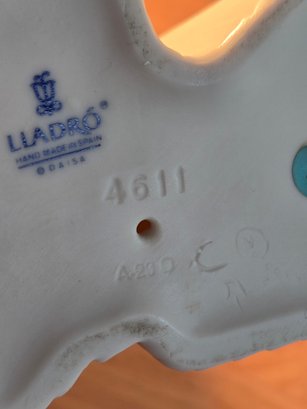 LLADRÓ®
HAND MADE IN SPAIN
© DAISA
4611
A-20 O